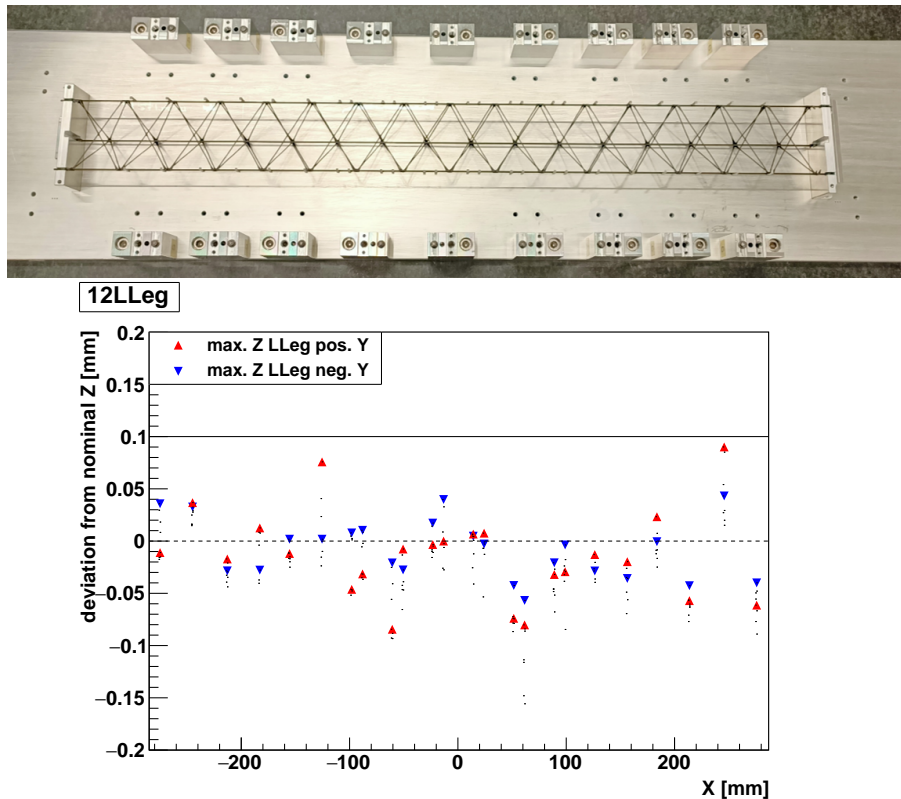 12LLeg
max. Z LLeg pos. Y
max. Z LLeg neg. Y
deviation from nominal Z [mm]
0.2
0.15
0.1
0.05
0
−0.05
−0.1
−0.15
−0.2
−200 −100 0 100 200
X [mm]